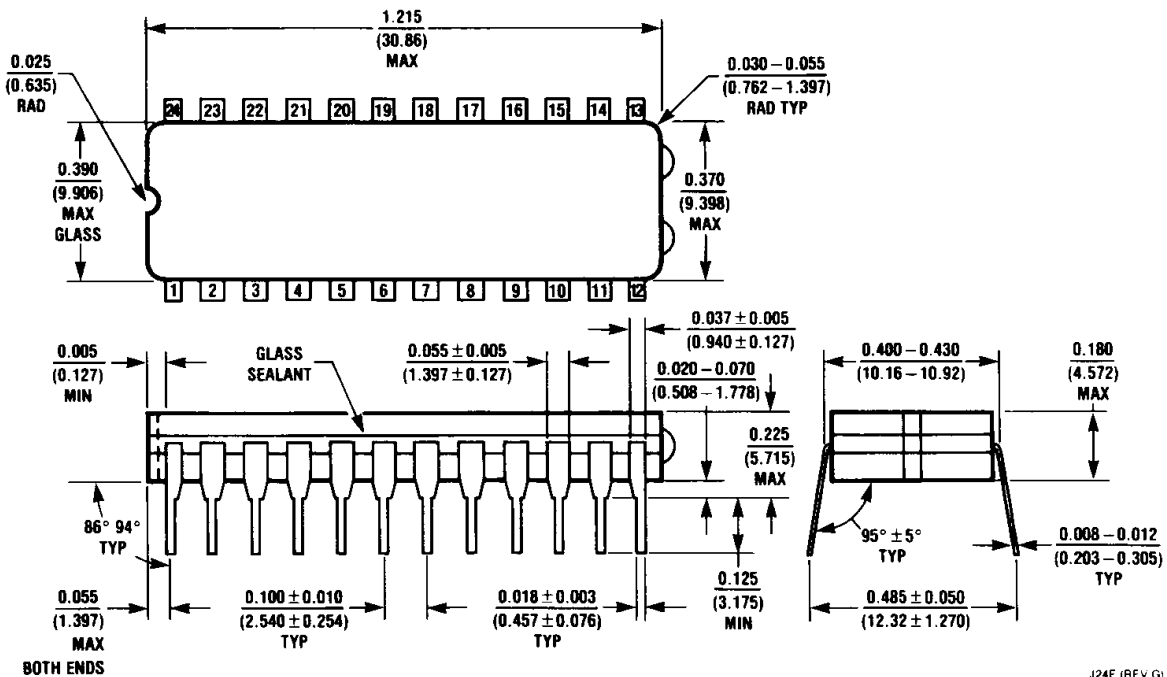 1.215
(30.86)
MAX
0.025
(0.635)
RAD
0.030 – 0.055
(0.762 – 1.397)
RAD TYP
24 23 22 21 20 19 18 17 16 15 14 13
0.390
(9.906)
MAX
GLASS
0.370
(9.398)
MAX
1 2 3 4 5 6 7 8 9 10 11 12
0.005
(0.127)
MIN
GLASS
SEALANT
0.055 ± 0.005
(1.397 ± 0.127)
0.037 ± 0.005
(0.940 ± 0.127)
0.020 – 0.070
(0.508 – 1.778)
0.225
(5.715)
MAX
0.400 – 0.430
(10.16 – 10.92)
0.180
(4.572)
MAX
86° 94°
TYP
95° ± 5°
TYP
0.008 – 0.012
(0.203 – 0.305)
TYP
0.055
(1.397)
MAX
BOTH ENDS
0.100 ± 0.010
(2.540 ± 0.254)
TYP
0.018 ± 0.003
(0.457 ± 0.076)
TYP
0.125
(3.175)
MIN
0.485 ± 0.050
(12.32 ± 1.270)
(REV G)